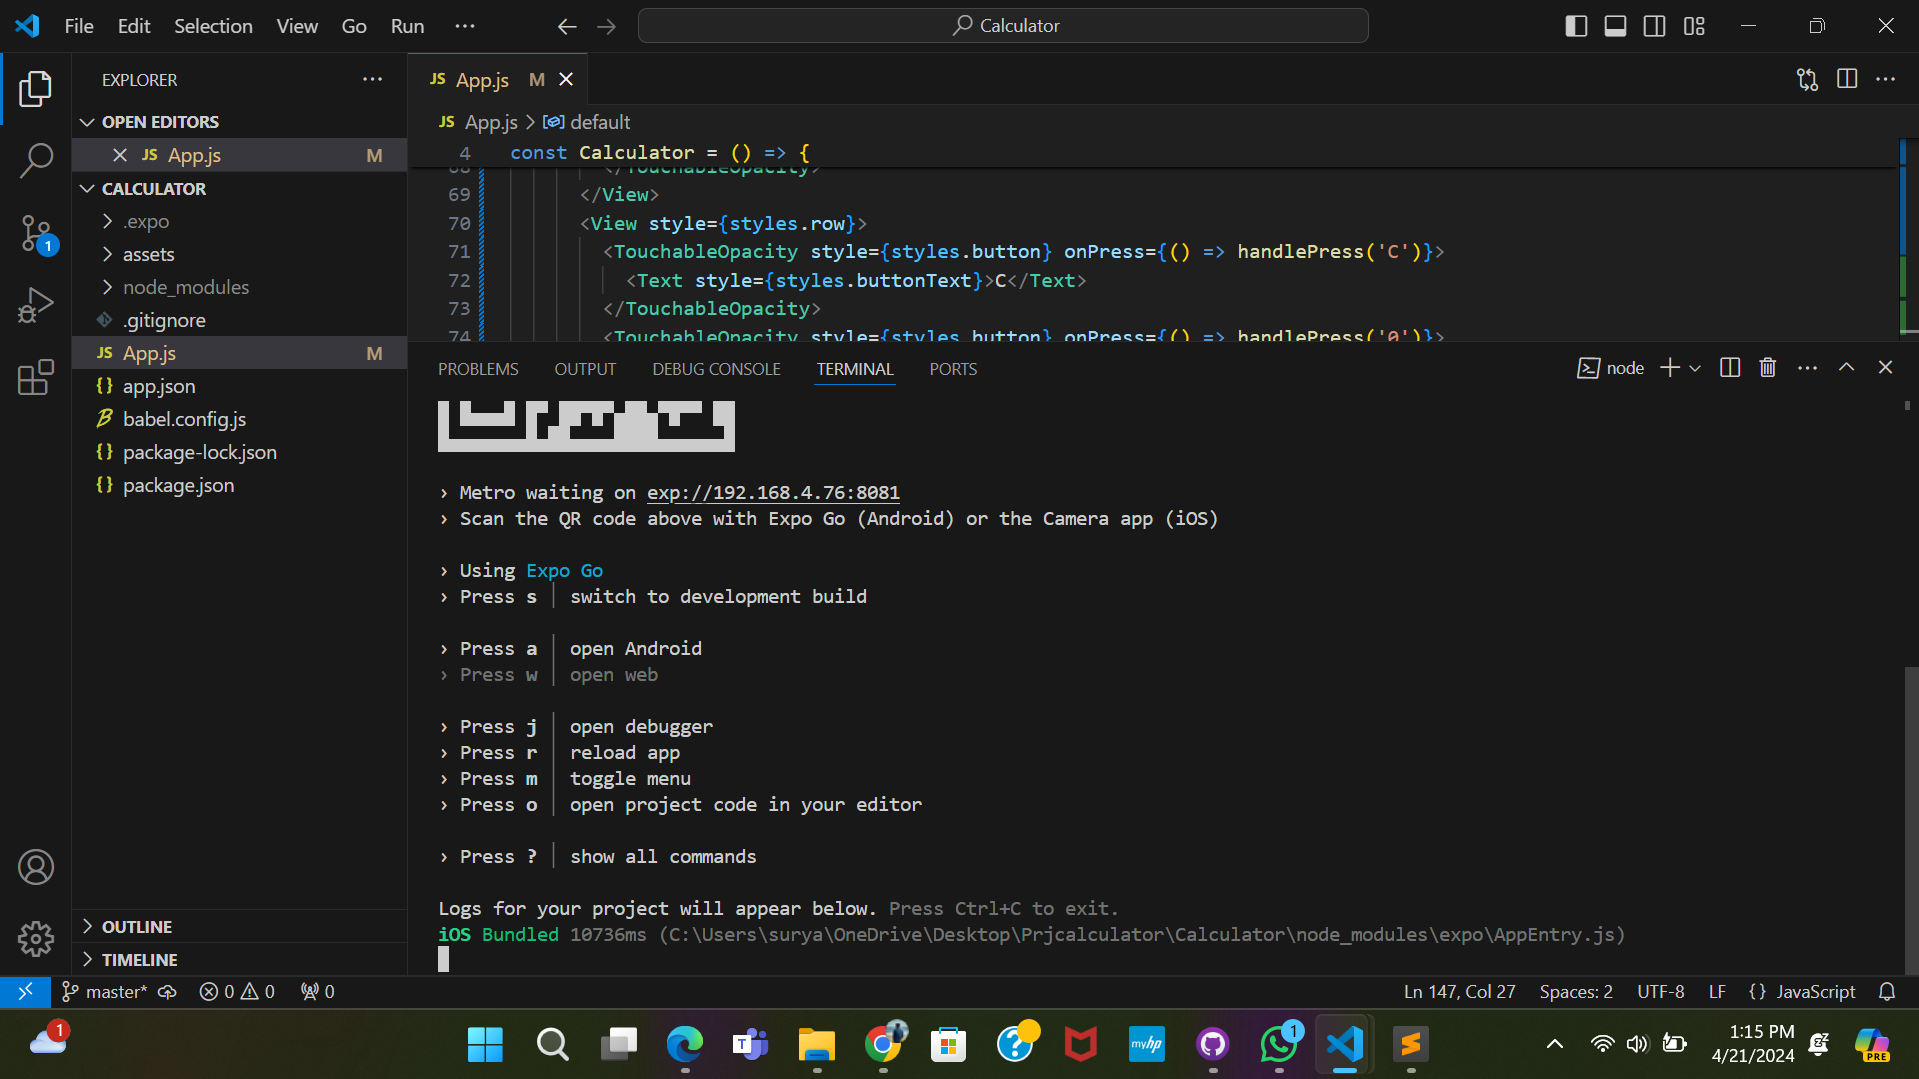 File Edit Selection View Go Run ···
Calculator
EXPLORER
OPEN EDITORS
JS App.js M
CALCULATOR
.expo
assets
node_modules
.gitignore
JS App.js M
{} app.json
babel.config.js
{} package-lock.json
{} package.json
OUTLINE
TIMELINE
1
JS App.js M
JS App.js > default
4 const Calculator = () => {
68 </TouchableOpacity>
69 </View>
70 <View style={styles.row}>
71 <TouchableOpacity style={styles.button} onPress={() => handlePress('C')}>
72 <Text style={styles.buttonText}>C</Text>
73 </TouchableOpacity>
74 <TouchableOpacity style={styles.button} onPress={() => handlePress('0')}>
PROBLEMS OUTPUT DEBUG CONSOLE TERMINAL PORTS
node
› Metro waiting on exp://192.168.4.76:8081
› Scan the QR code above with Expo Go (Android) or the Camera app (iOS)
› Using Expo Go
› Press s │ switch to development build
› Press a │ open Android
› Press w │ open web
› Press j │ open debugger
› Press r │ reload app
› Press m │ toggle menu
› Press o │ open project code in your editor
› Press ? │ show all commands
Logs for your project will appear below. Press Ctrl+C to exit.
iOS Bundled 10736ms (C:\Users\surya\OneDrive\Desktop\Prjcalculator\Calculator\node_modules\expo\AppEntry.js)
master* 0 0 0
Ln 147, Col 27 Spaces: 2 UTF-8 LF {} JavaScript
1
T
myhp
1
S
1:15 PM
4/21/2024
PRE